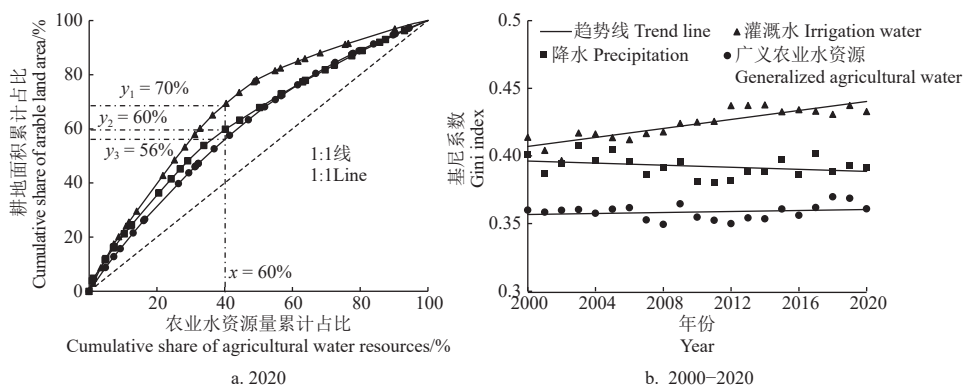 100
80
60
40
20
0
耕地面积累计占比
Cumulative share of arable land area/%
y₁ = 70%
y₂ = 60%
y₃ = 56%
1:1线
1:1Line
x = 60%
20
40
60
80
100
农业水资源量累计占比
Cumulative share of agricultural water resources/%
a. 2020
趋势线 Trend line
灌溉水 Irrigation water
降水 Precipitation
广义农业水资源
Generalized agricultural water
0.5
0.45
0.40
0.35
0.3
基尼系数
Gini index
2000
2004
2008
2012
2016
2020
年份
Year
b. 2000−2020